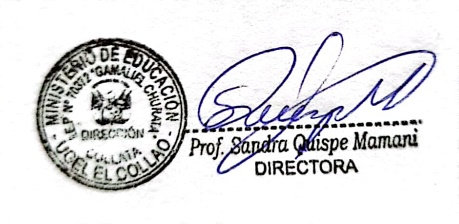 MINISTERIO DE EDUCACIÓN
"GAMALIEL CHURATA"
DIRECCIÓN
- UGEL EL COLLAO -
Prof. Sandra Quispe Mamani
DIRECTORA